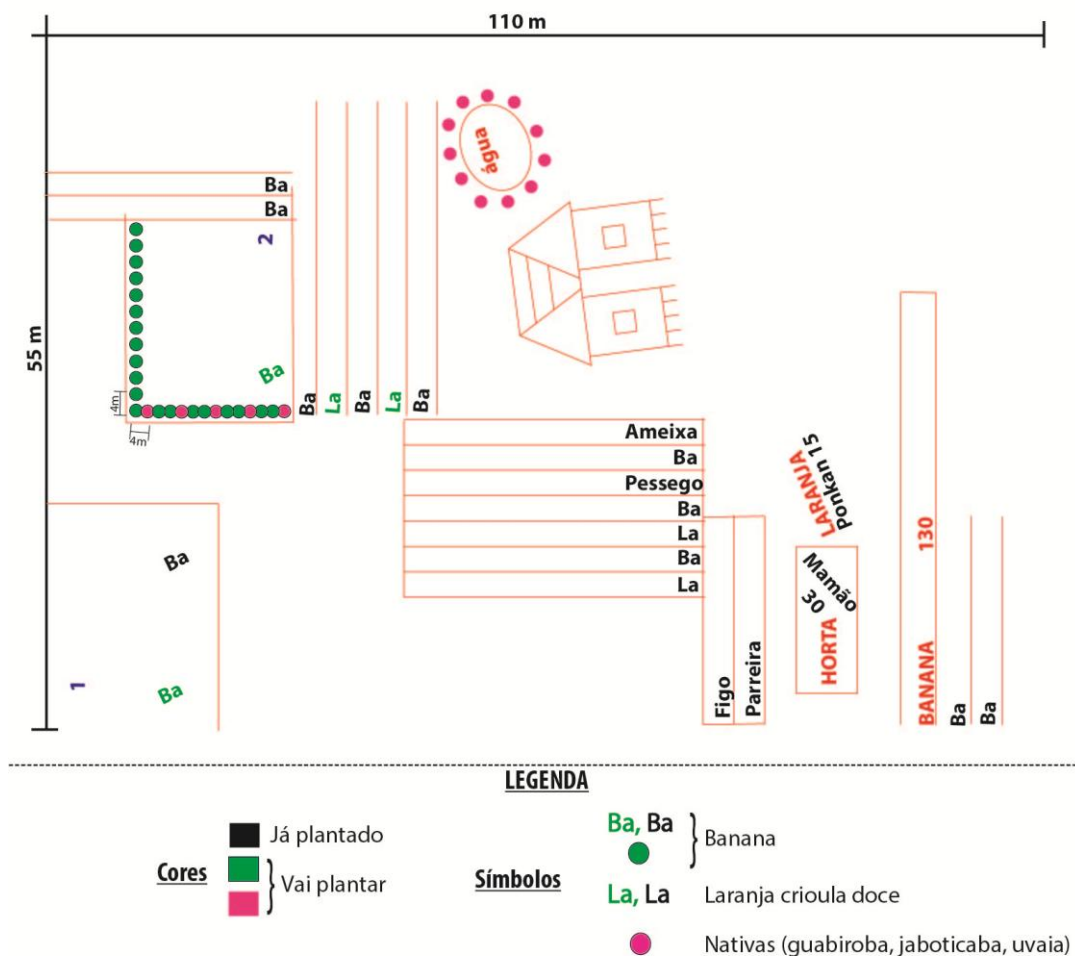 110 m
55 m
água
Ba
Ba
2
Ba
4m
4m
Ba
La
Ba
La
Ba
Ameixa
Ba
Pessego
Ba
La
Ba
La
LARANJA
Ponkan 15
Mamão
30
HORTA
Figo
Parreira
BANANA 130
Ba
Ba
Ba
1
Ba
LEGENDA
Cores
Já plantado
Vai plantar
Símbolos
Ba, Ba
Banana
La, La
Laranja crioula doce
Nativas (guabiroba, jaboticaba, uvaia)